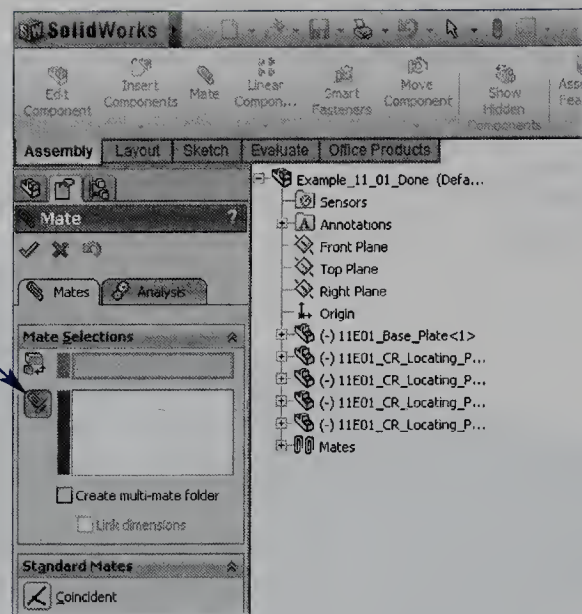 SolidWorks
Edit Component
Insert Components
Mate
Linear Compon...
Smart Fasteners
Move Component
Show Hidden Components
Assembly
Layout
Sketch
Evaluate
Office Products
Mate
?
Mates
Analysis
Mate Selections
Create multi-mate folder
Link dimensions
Standard Mates
Coincident
Example_11_01_Done (Defa...
Sensors
A Annotations
Front Plane
Top Plane
Right Plane
Origin
(-) 11E01_Base_Plate<1>
(-) 11E01_CR_Locating_P...
(-) 11E01_CR_Locating_P...
(-) 11E01_CR_Locating_P...
(-) 11E01_CR_Locating_P...
Mates